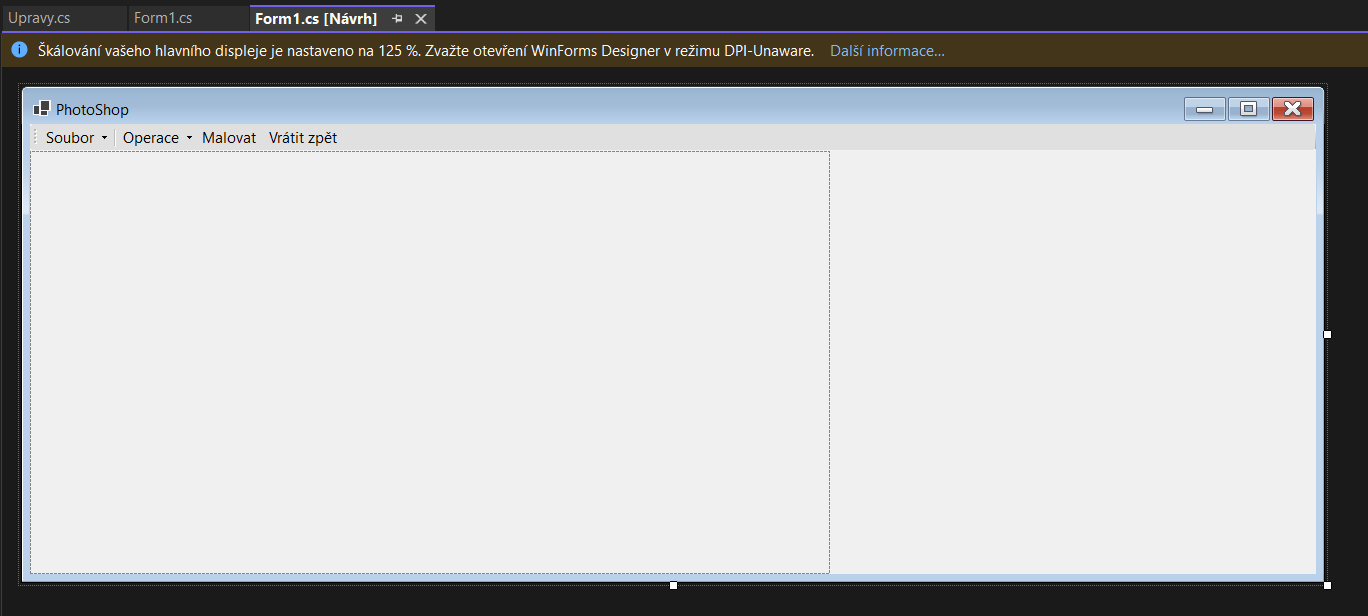 Upravy.cs Form1.cs Form1.cs [Návrh]
Škálování vašeho hlavního displeje je nastaveno na 125 %. Zvažte otevření WinForms Designer v režimu DPI-Unaware. Další informace...
PhotoShop
Soubor Operace Malovat Vrátit zpět